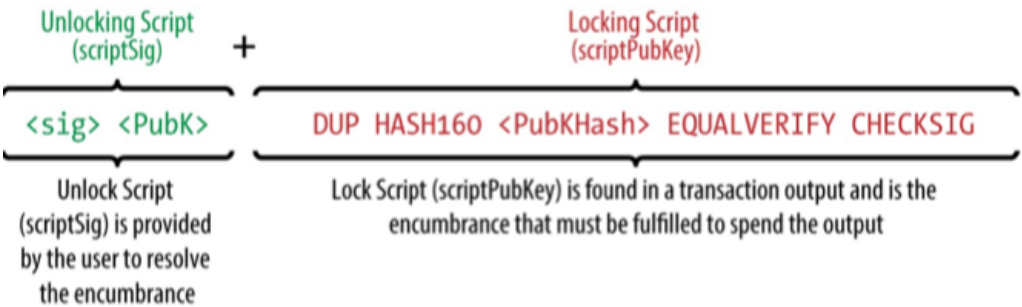 Unlocking Script
(scriptSig)
+
Locking Script
(scriptPubKey)
<sig> <PubK>
DUP HASH160 <PubKHash> EQUALVERIFY CHECKSIG
Unlock Script
(scriptSig) is provided
by the user to resolve
the encumbrance
Lock Script (scriptPubKey) is found in a transaction output and is the
encumbrance that must be fulfilled to spend the output